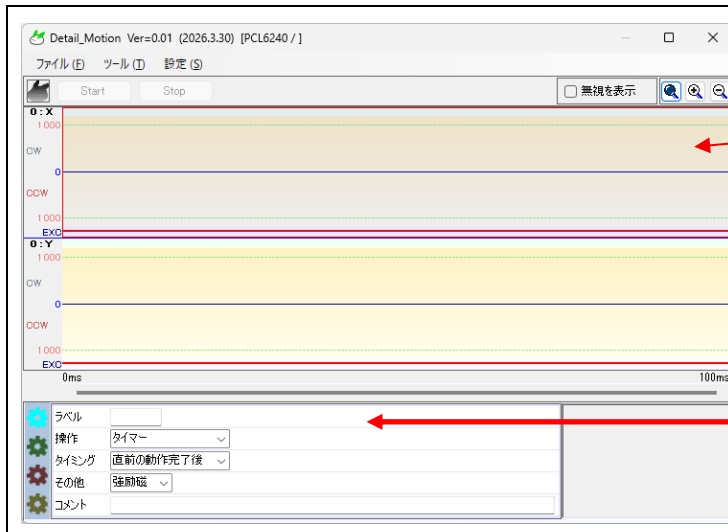 Detail_Motion Ver=0.01 (2026.3.30) [PCL6240 / ]
ファイル(F) ツール(T) 設定(S)
Start Stop 無視を表示
0:X
1000
CW
0
CCW
1000
EXC
0:Y
1000
CW
0
CCW
1000
EXC
0ms 100ms
ラベル
操作 タイマー
タイミング 直前の動作完了後
その他 強励磁
コメント